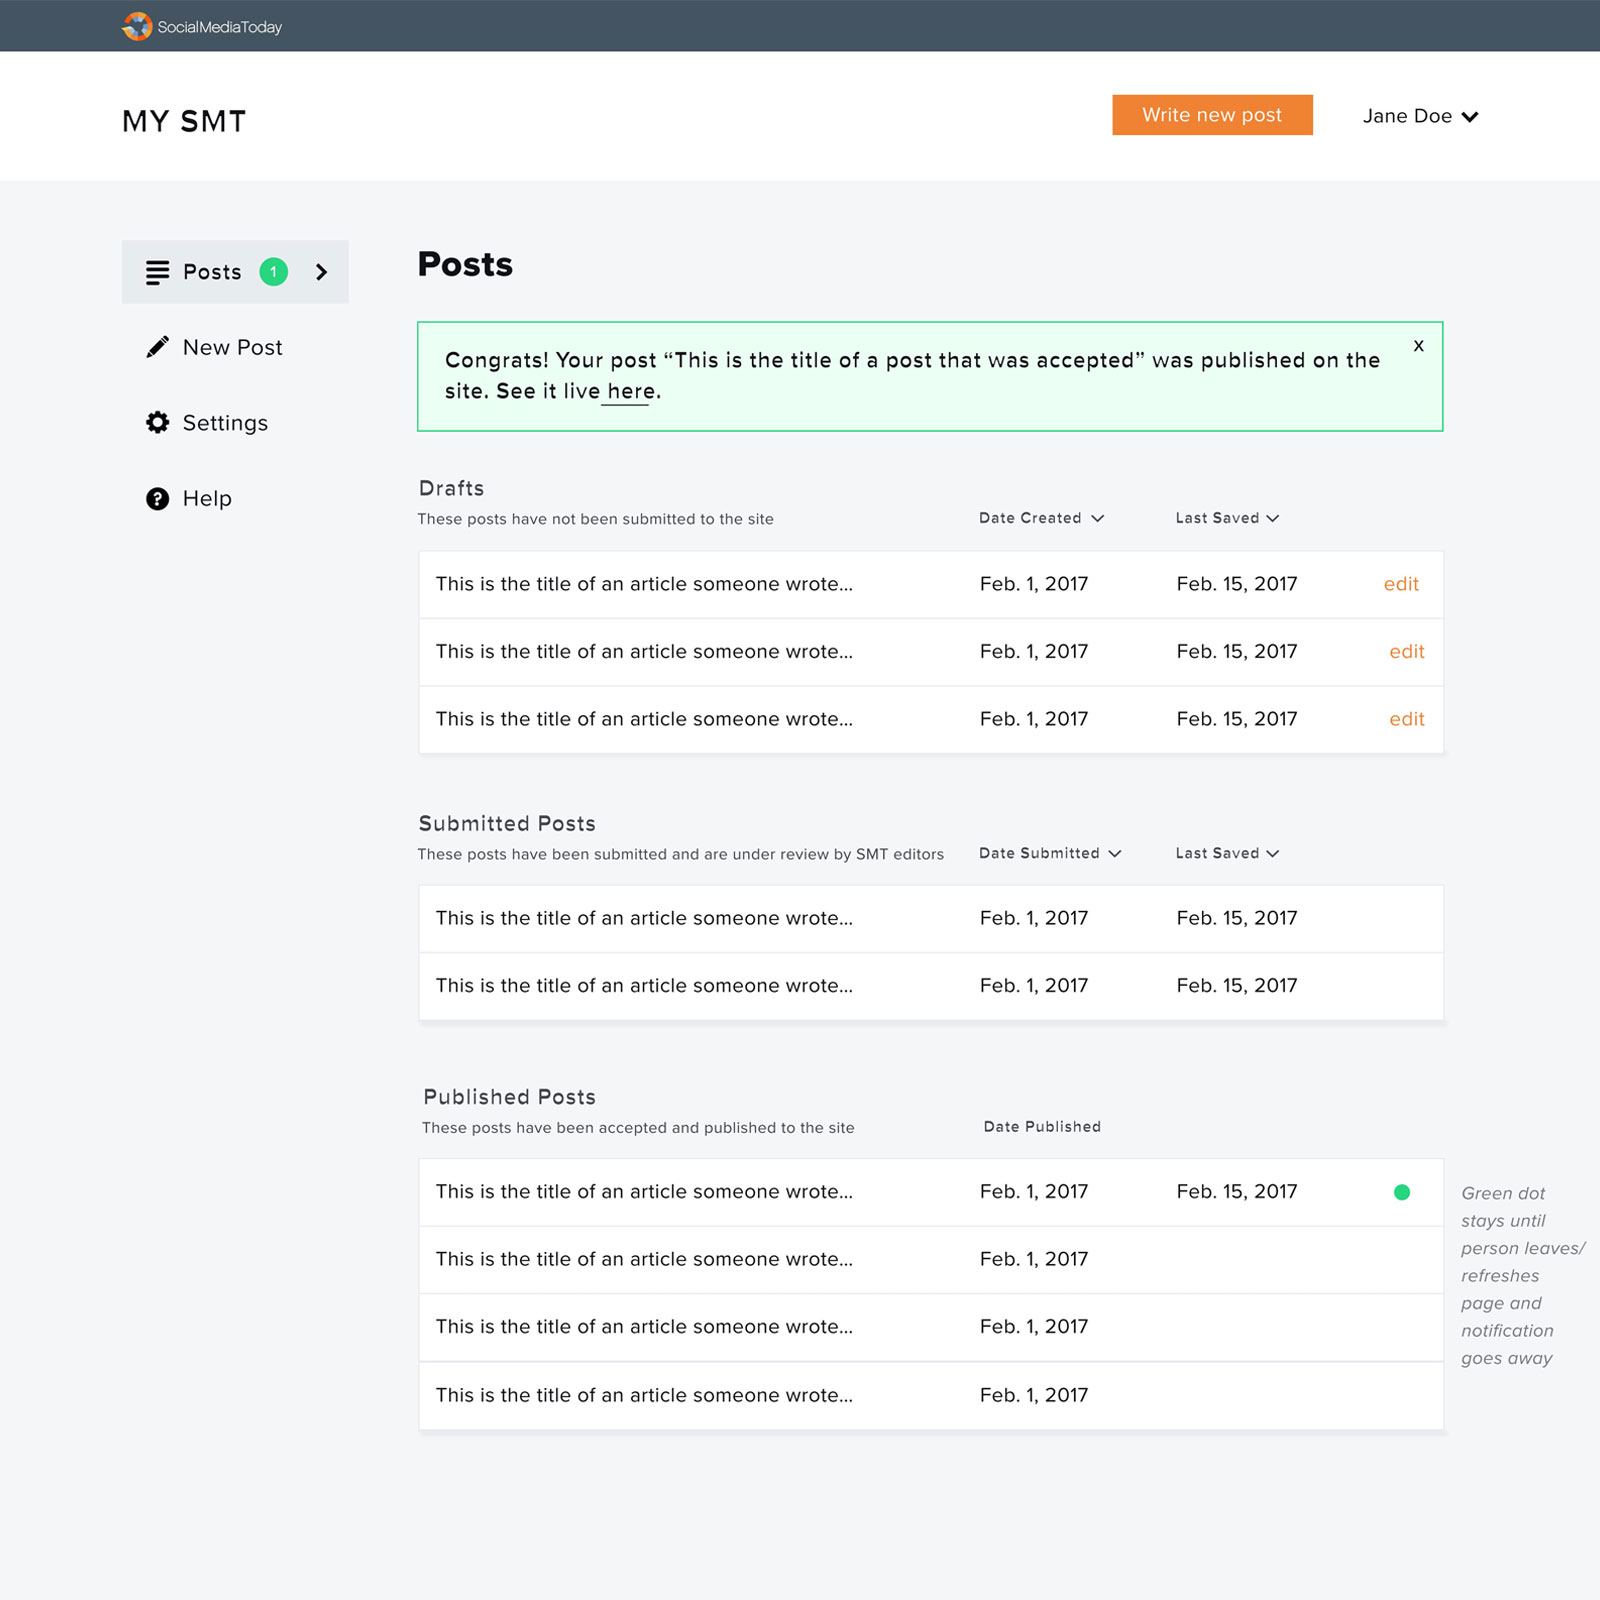 SocialMediaToday
MY SMT
Write new post
Jane Doe
Posts 1
New Post
Settings
? Help
Posts
Congrats! Your post “This is the title of a post that was accepted” was published on the
site. See it live here.
x
Drafts
These posts have not been submitted to the site Date Created Last Saved
This is the title of an article someone wrote... Feb. 1, 2017 Feb. 15, 2017 edit
This is the title of an article someone wrote... Feb. 1, 2017 Feb. 15, 2017 edit
This is the title of an article someone wrote... Feb. 1, 2017 Feb. 15, 2017 edit
Submitted Posts
These posts have been submitted and are under review by SMT editors Date Submitted Last Saved
This is the title of an article someone wrote... Feb. 1, 2017 Feb. 15, 2017
This is the title of an article someone wrote... Feb. 1, 2017 Feb. 15, 2017
Published Posts
These posts have been accepted and published to the site Date Published
This is the title of an article someone wrote... Feb. 1, 2017 Feb. 15, 2017
This is the title of an article someone wrote... Feb. 1, 2017
This is the title of an article someone wrote... Feb. 1, 2017
This is the title of an article someone wrote... Feb. 1, 2017
Green dot
stays until
person leaves/
refreshes
page and
notification
goes away